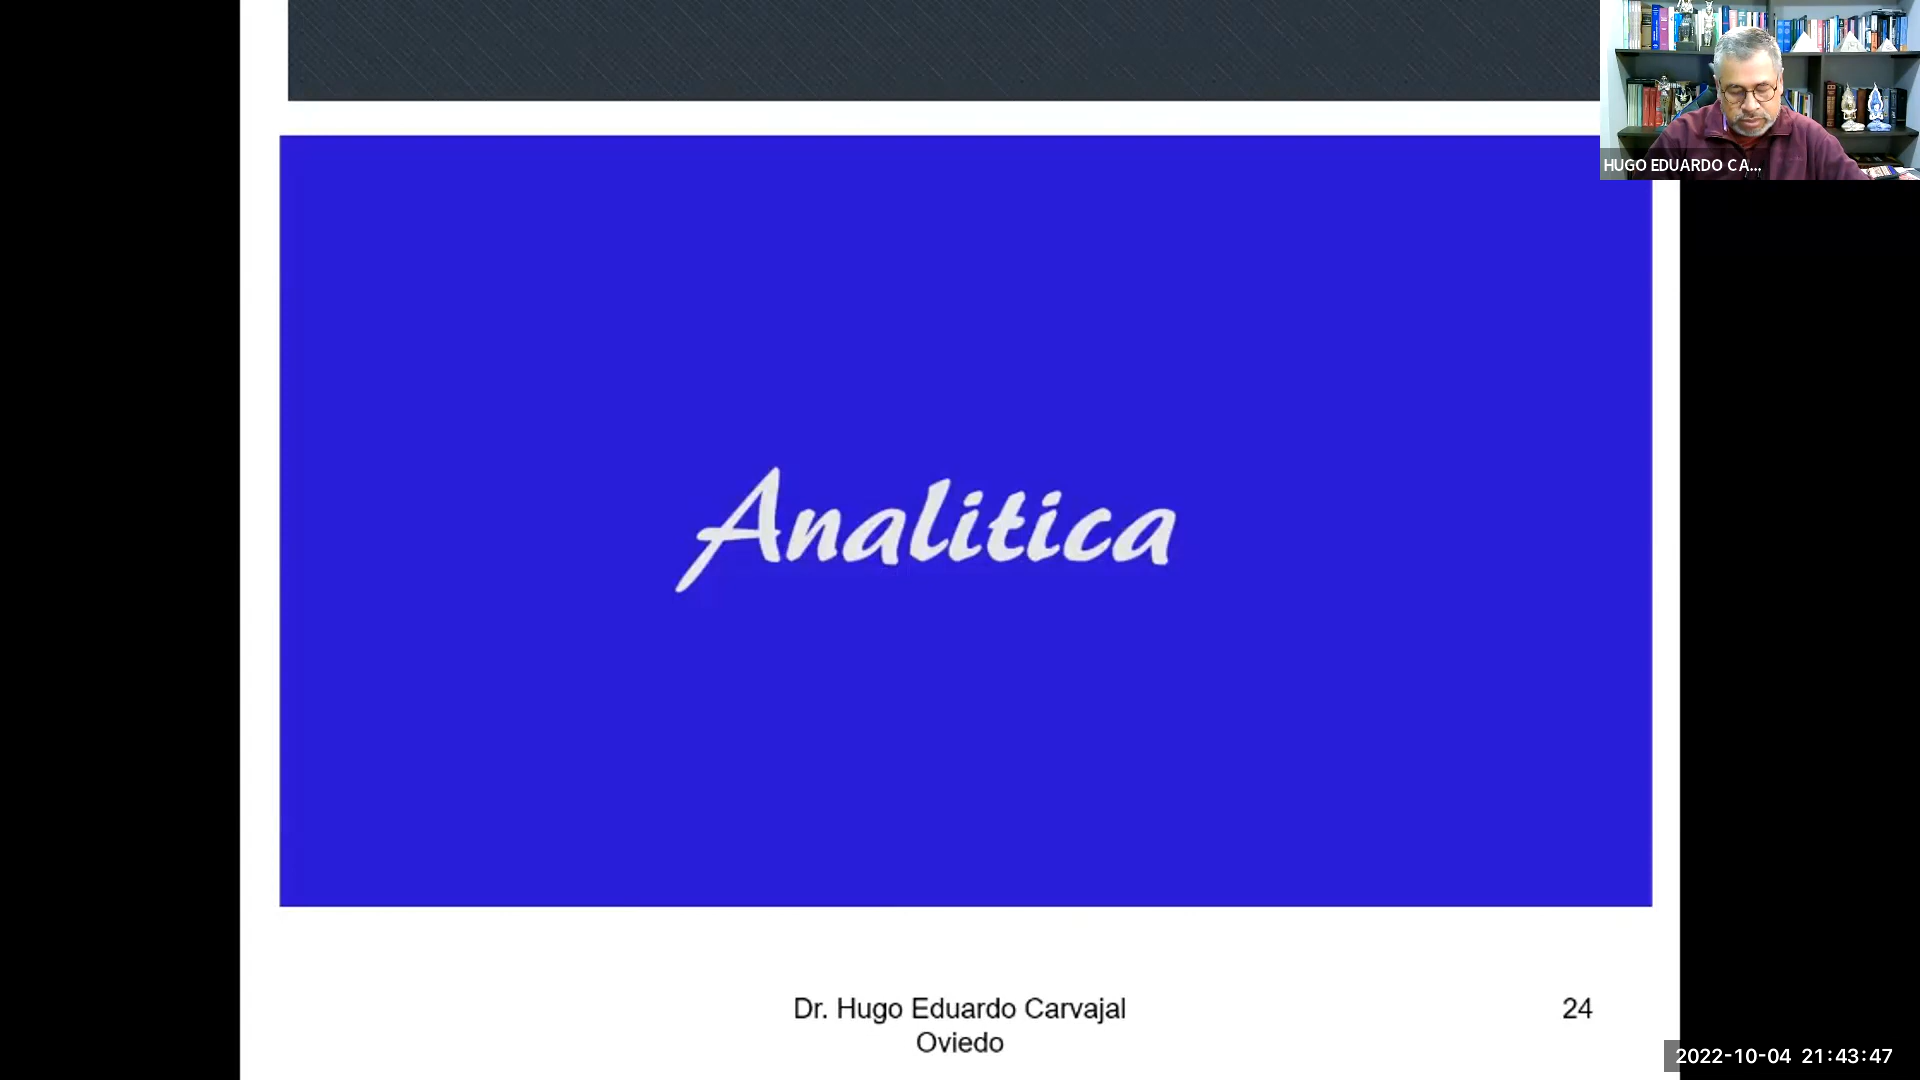 HUGO EDUARDO CA...
Analitica
Dr. Hugo Eduardo Carvajal
Oviedo
24
2022-10-04 21:43:47